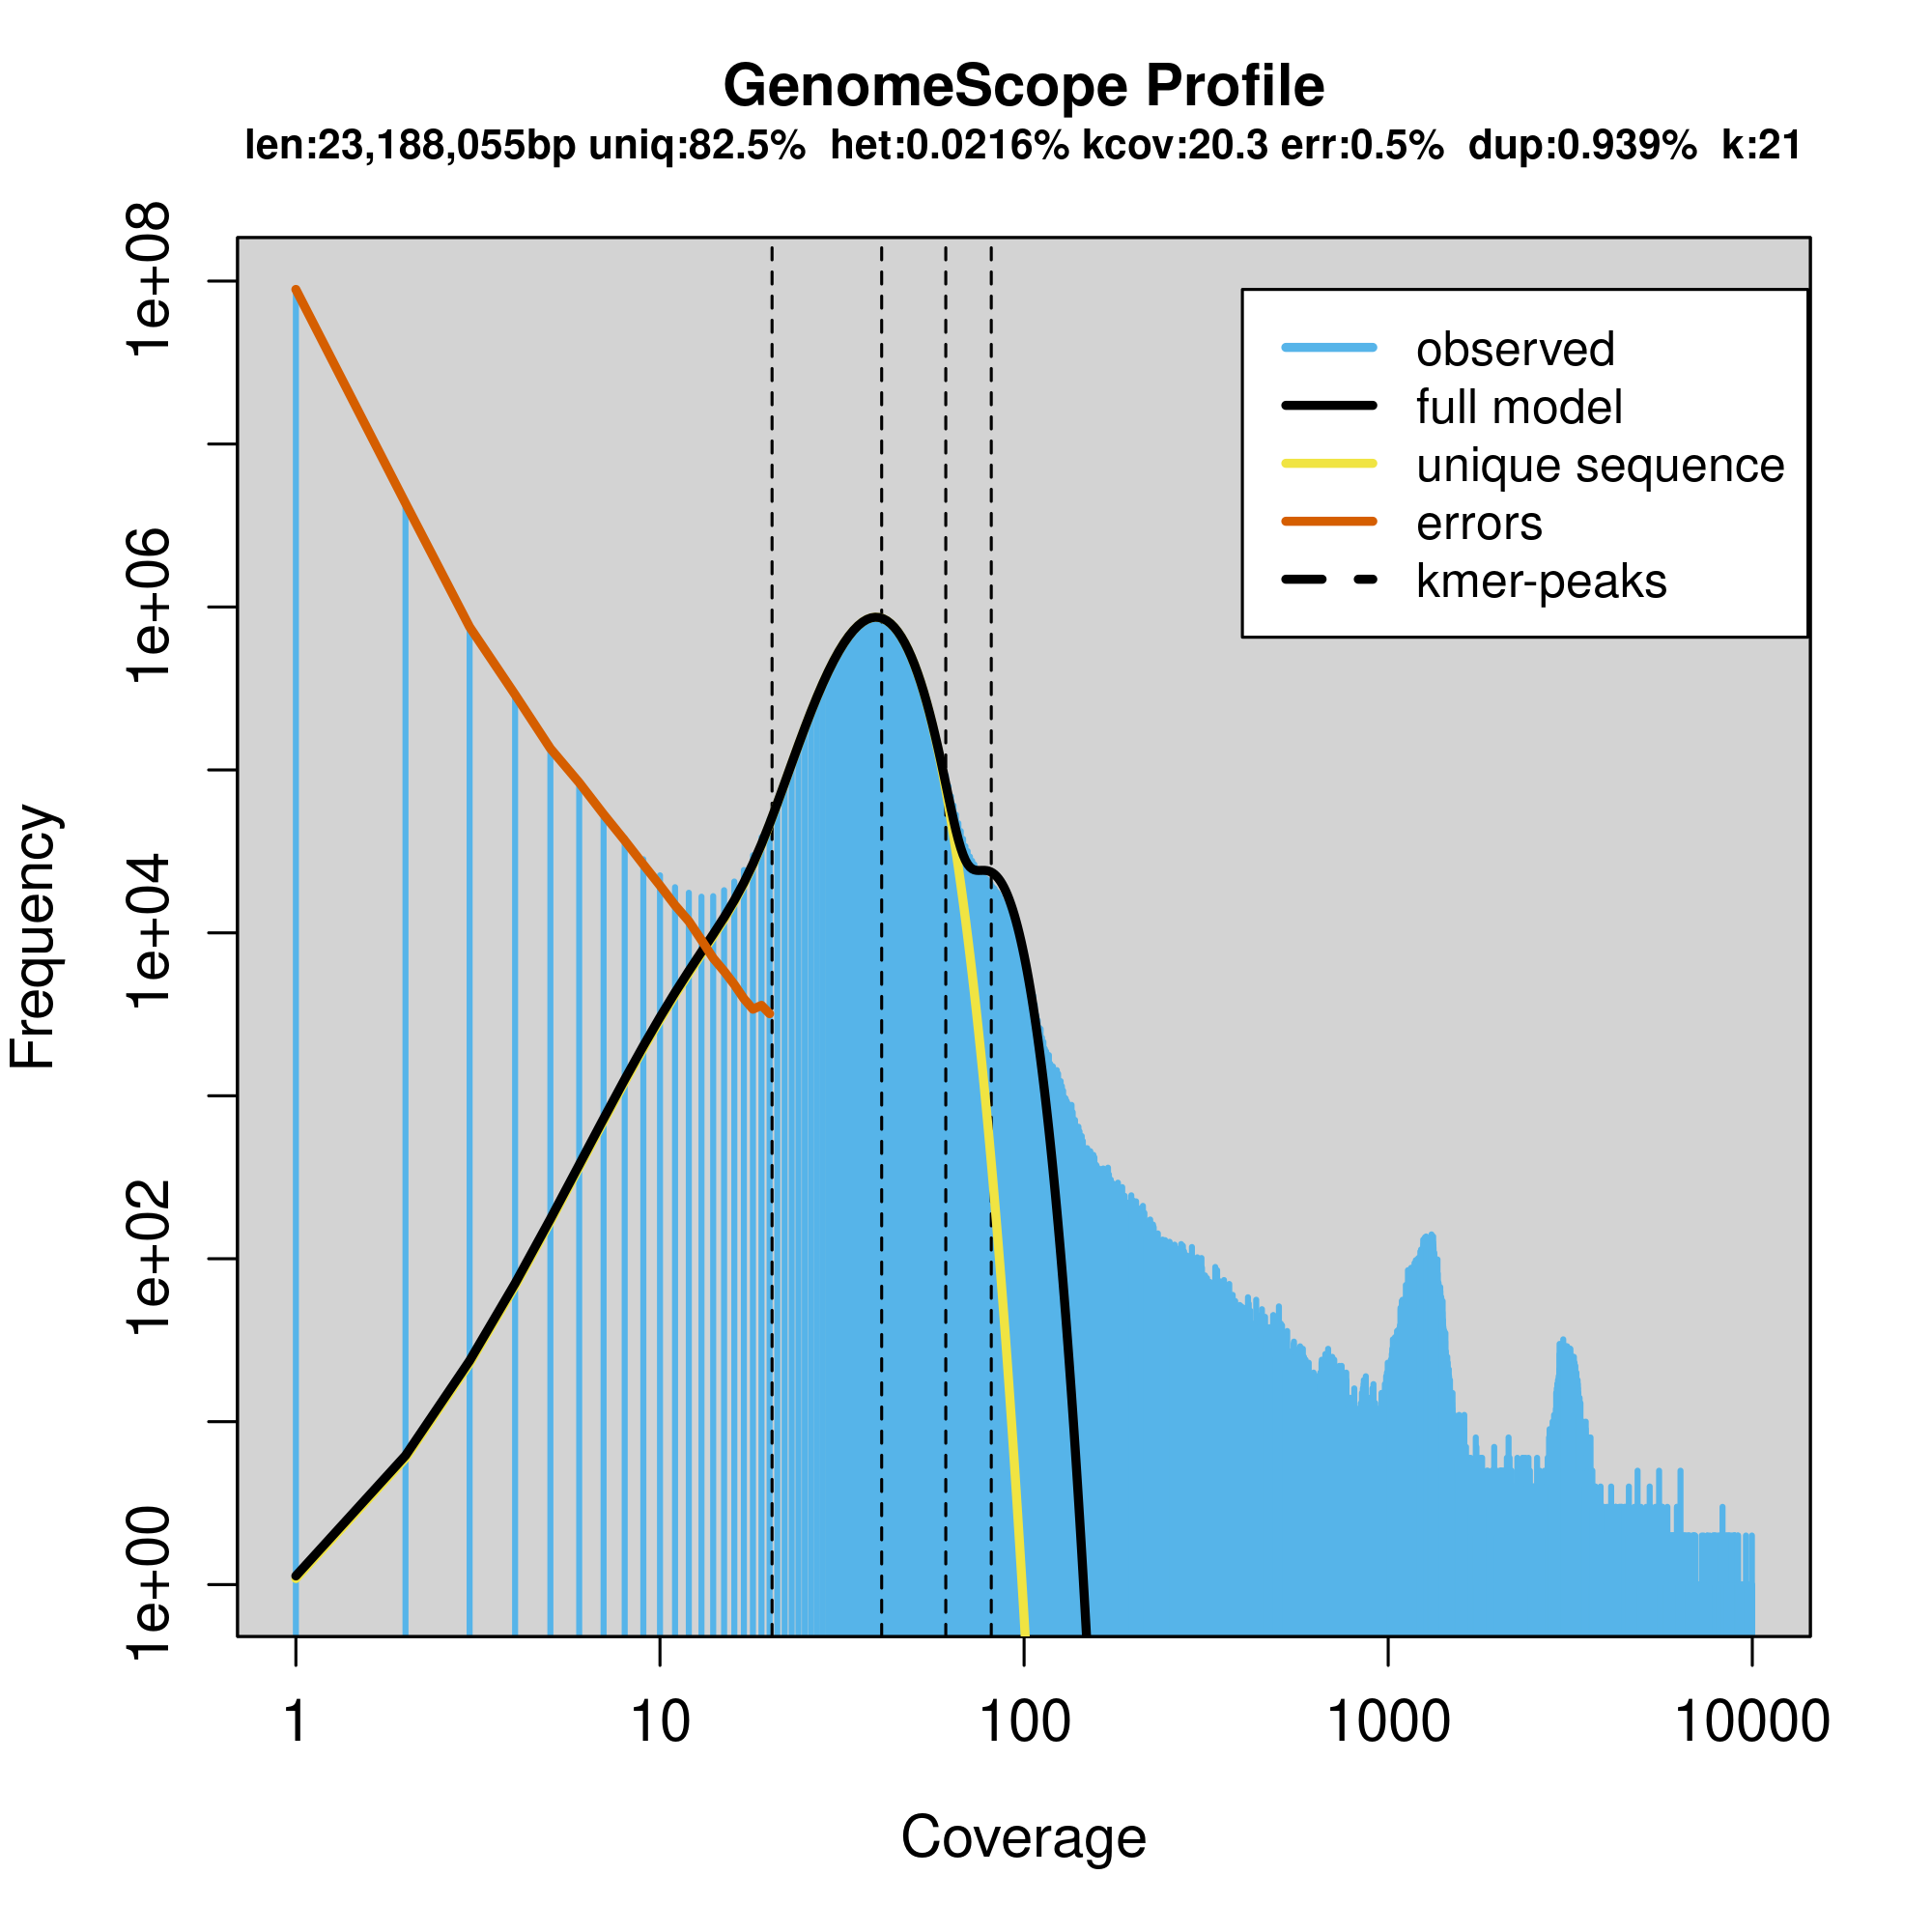 GenomeScope Profile
len:23,188,055bp uniq:82.5% het:0.0216% kcov:20.3 err:0.5% dup:0.939% k:21
observed
full model
unique sequence
errors
kmer-peaks
Frequency
1e+08
1e+06
1e+04
1e+02
1e+00
1 10 100 1000 10000
Coverage